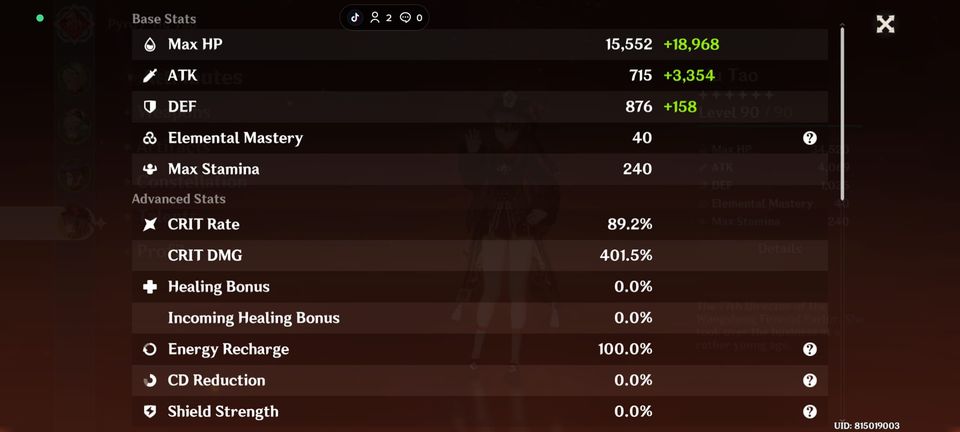 Base Stats
2 0
Max HP 15,552 +18,968
ATK 715 +3,354
DEF 876 +158
Elemental Mastery 40 ?
Max Stamina 240
Advanced Stats
CRIT Rate 89.2%
CRIT DMG 401.5%
Healing Bonus 0.0%
Incoming Healing Bonus 0.0%
Energy Recharge 100.0% ?
CD Reduction 0.0% ?
Shield Strength 0.0% ?
Level 90 / 90
Max HP
ATK
Elemental Mastery 40
Max Stamina 240
Details
UID: 815019003